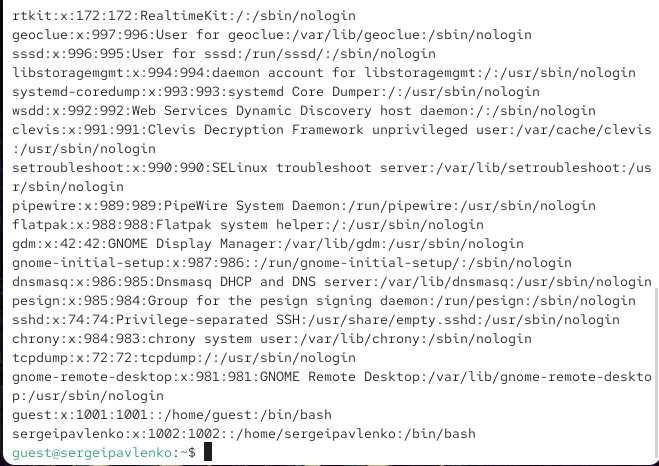 rtkit:x:172:172:RealtimeKit:/:/sbin/nologin
geoclue:x:997:996:User for geoclue:/var/lib/geoclue:/sbin/nologin
sssd:x:996:995:User for sssd:/run/sssd/:/sbin/nologin
libstoragemgmt:x:994:994:daemon account for libstoragemgmt:/:/usr/sbin/nologin
systemd-coredump:x:993:993:systemd Core Dumper:/:/usr/sbin/nologin
wsdd:x:992:992:Web Services Dynamic Discovery host daemon:/:/sbin/nologin
clevis:x:991:991:Clevis Decryption Framework unprivileged user:/var/cache/clevis
:/usr/sbin/nologin
setroubleshoot:x:990:990:SELinux troubleshoot server:/var/lib/setroubleshoot:/us
r/sbin/nologin
pipewire:x:989:989:PipeWire System Daemon:/run/pipewire:/usr/sbin/nologin
flatpak:x:988:988:Flatpak system helper:/:/usr/sbin/nologin
gdm:x:42:42:GNOME Display Manager:/var/lib/gdm:/usr/sbin/nologin
gnome-initial-setup:x:987:986::/run/gnome-initial-setup/:/sbin/nologin
dnsmasq:x:986:985:Dnsmasq DHCP and DNS server:/var/lib/dnsmasq:/usr/sbin/nologin
pesign:x:985:984:Group for the pesign signing daemon:/run/pesign:/sbin/nologin
sshd:x:74:74:Privilege-separated SSH:/usr/share/empty.sshd:/usr/sbin/nologin
chrony:x:984:983:chrony system user:/var/lib/chrony:/sbin/nologin
tcpdump:x:72:72:tcpdump:/:/usr/sbin/nologin
gnome-remote-desktop:x:981:981:GNOME Remote Desktop:/var/lib/gnome-remote-deskto
p:/usr/sbin/nologin
guest:x:1001:1001::/home/guest:/bin/bash
sergeipavlenko:x:1002:1002::/home/sergeipavlenko:/bin/bash
guest@sergeipavlenko:~$